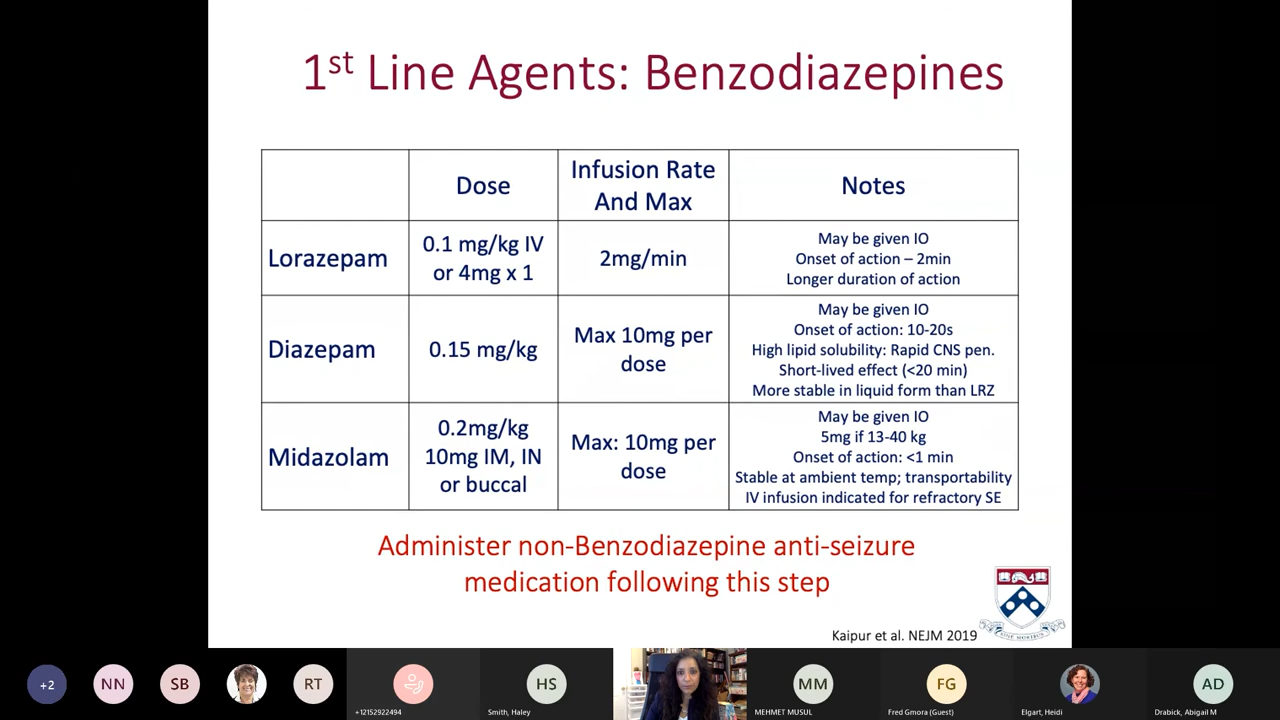 1st Line Agents: Benzodiazepines
Dose
Infusion Rate
And Max
Notes
Lorazepam
0.1 mg/kg IV
or 4mg x 1
2mg/min
May be given IO
Onset of action – 2min
Longer duration of action
Diazepam
0.15 mg/kg
Max 10mg per
dose
May be given IO
Onset of action: 10-20s
High lipid solubility: Rapid CNS pen.
Short-lived effect (<20 min)
More stable in liquid form than LRZ
Midazolam
0.2mg/kg
10mg IM, IN
or buccal
Max: 10mg per
dose
May be given IO
5mg if 13-40 kg
Onset of action: <1 min
Stable at ambient temp; transportability
IV infusion indicated for refractory SE
Administer non-Benzodiazepine anti-seizure
medication following this step
Kaipur et al. NEJM 2019
+2
NN
SB
RT
+12152922494
HS
Smith, Haley
MM
MEHMET MUSUL
FG
Fred Gmora (Guest)
Elgart, Heidi
AD
Drabick, Abigail M